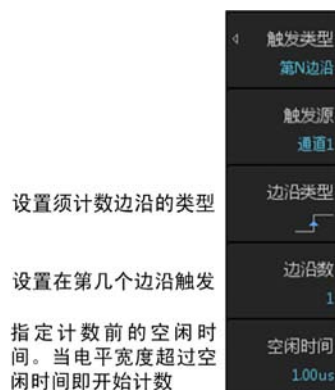 触发类型
第N边沿
触发源
通道1
设置须计数边沿的类型
边沿类型
设置在第几个边沿触发
边沿数
1
指定计数前的空闲时
间。当电平宽度超过空
闲时间即开始计数
空闲时间
1.00us